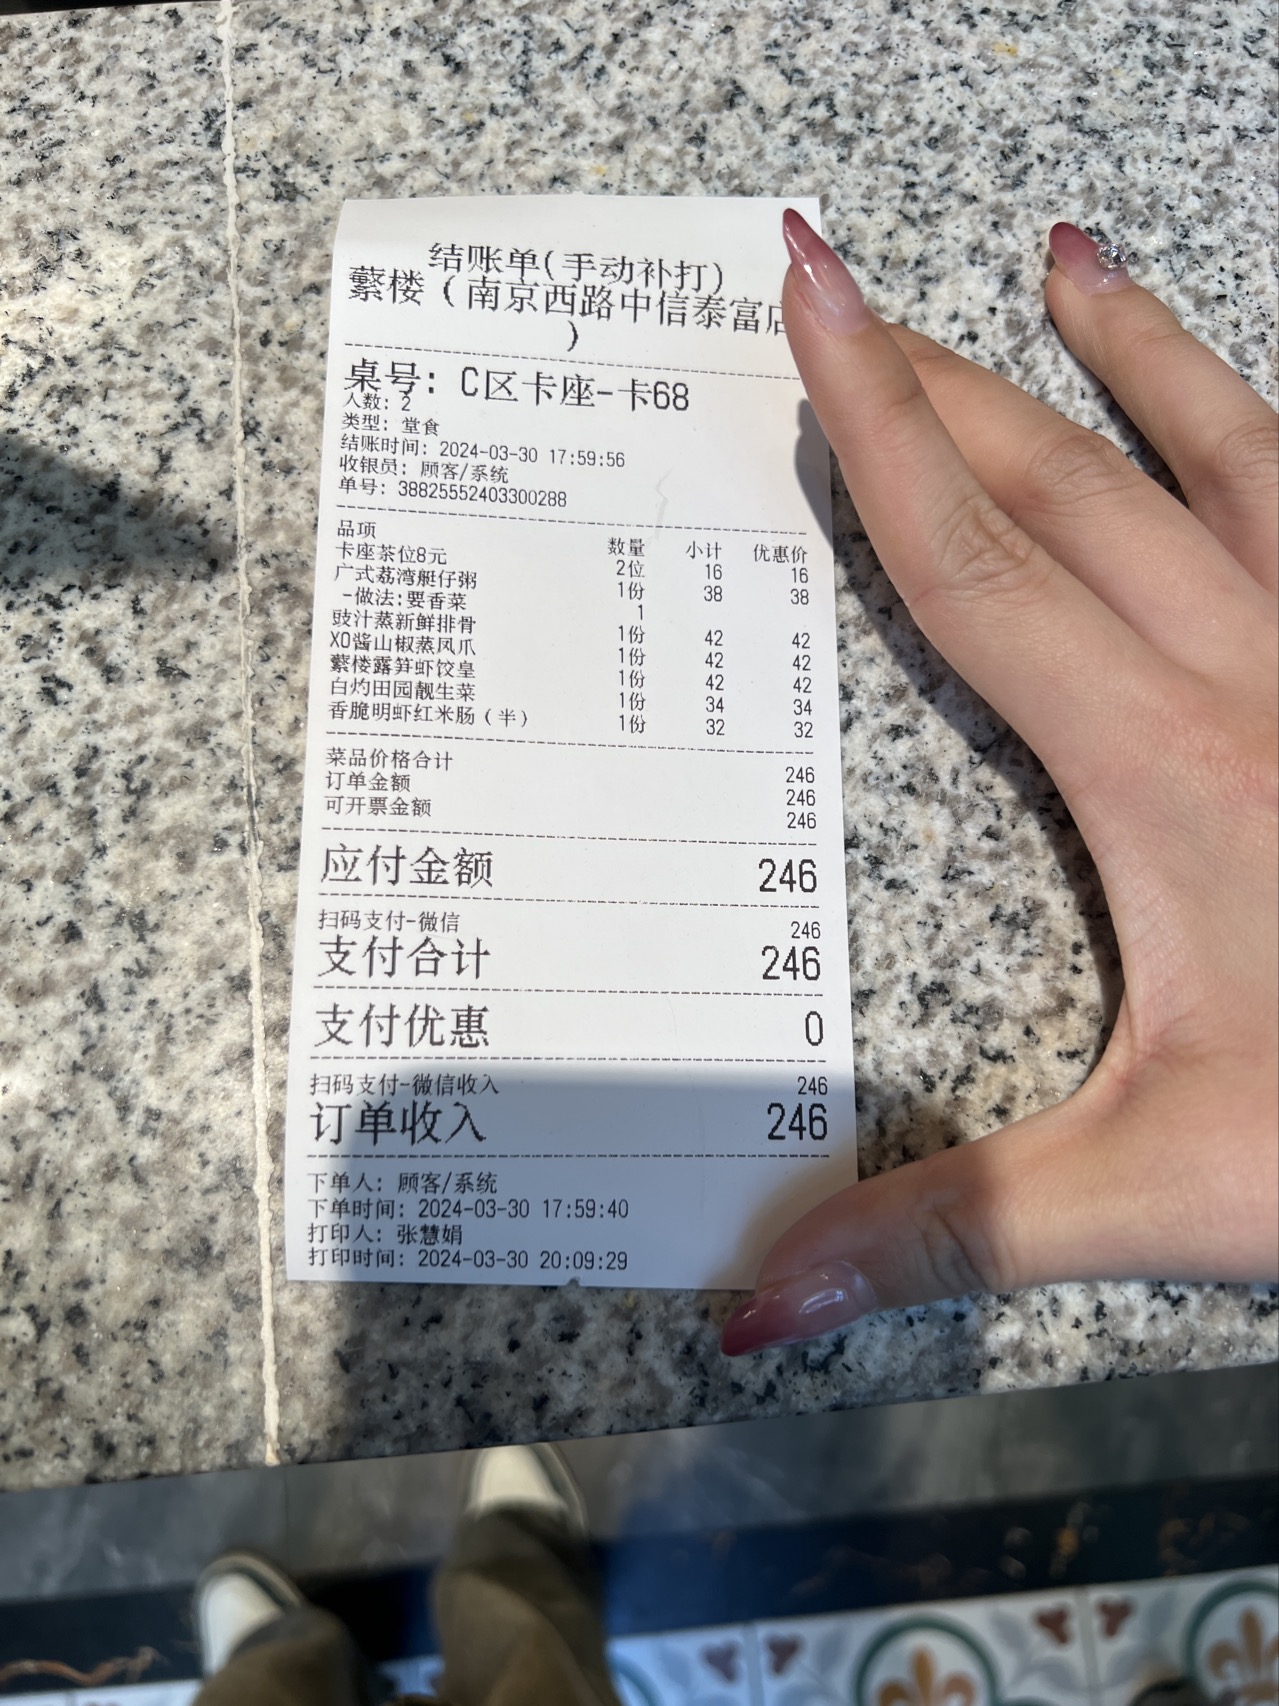 结账单(手动补打)
蘩楼（南京西路中信泰富店
）
桌号: C区卡座-卡68
人数: 2
类型: 堂食
结账时间: 2024-03-30 17:59:56
收银员: 顾客/系统
单号: 38825552403300288
品项 数量 小计 优惠价
卡座茶位8元 2位 16 16
广式荔湾艇仔粥 1份 38 38
-做法:要香菜 1
豉汁蒸新鲜排骨 1份 42 42
XO酱山椒蒸凤爪 1份 42 42
蘩楼露笋虾饺皇 1份 42 42
白灼田园靓生菜 1份 34 34
香脆明虾红米肠（半） 1份 32 32
菜品价格合计 246
订单金额 246
可开票金额 246
应付金额 246
扫码支付-微信 246
支付合计 246
支付优惠 0
扫码支付-微信收入 246
订单收入 246
下单人: 顾客/系统
下单时间: 2024-03-30 17:59:40
打印人: 张慧娟
打印时间: 2024-03-30 20:09:29